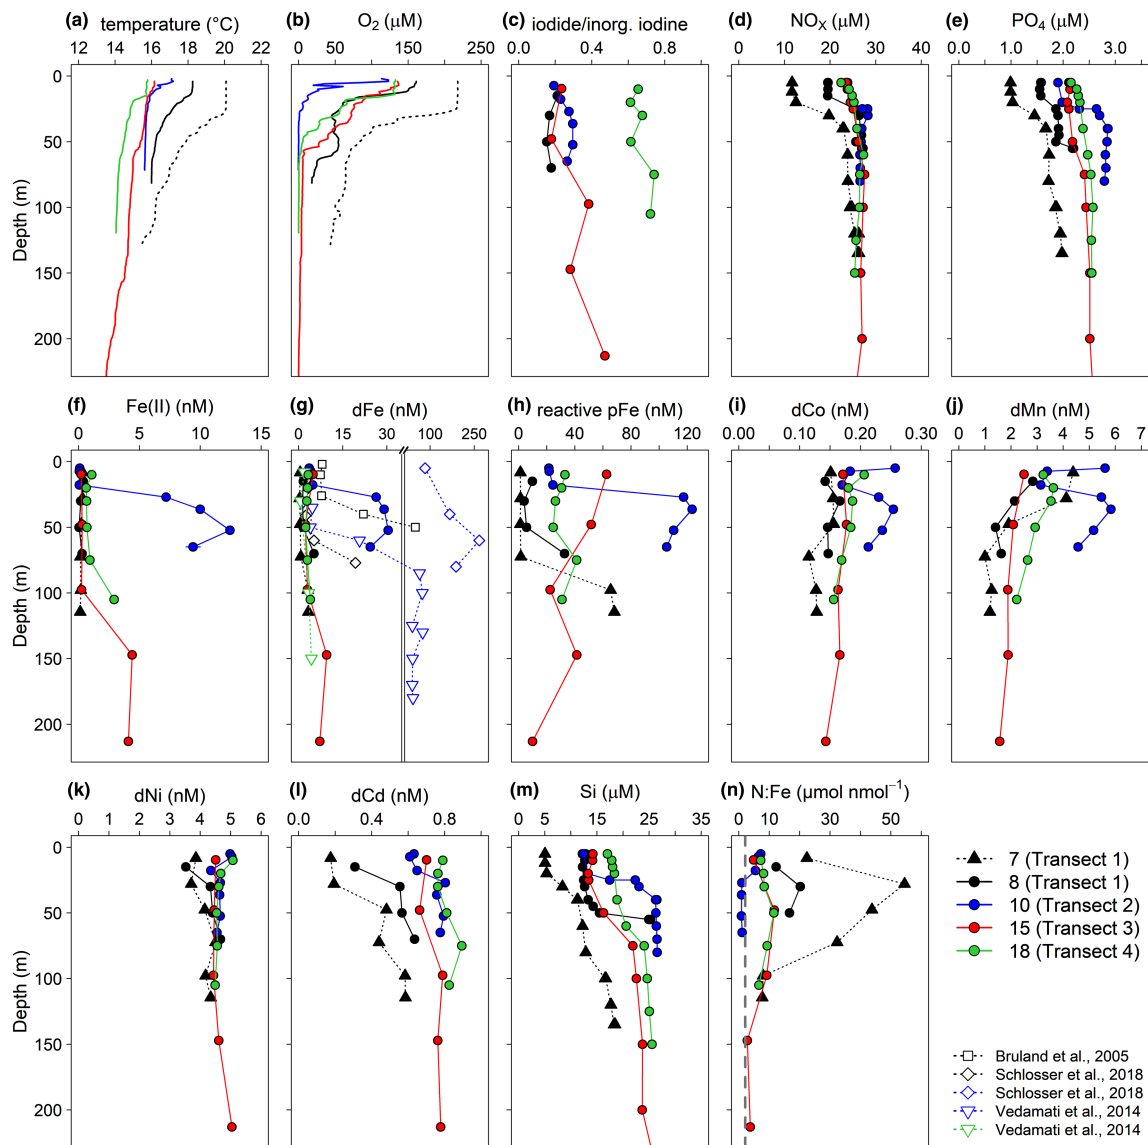 (a) temperature (°C)
12 14 16 18 20 22
(b) O2 (μM)
0 50 150 250
(c) iodide/inorg. iodine
0.0 0.4 0.8
(d) NOX (μM)
0 10 20 30 40
(e) PO4 (μM)
0.0 1.0 2.0 3.0
Depth (m)
0
50
100
150
200
(f) Fe(II) (nM)
0 5 10 15
(g) dFe (nM)
0 15 30 100 250
(h) reactive pFe (nM)
0 40 80 120
(i) dCo (nM)
0.00 0.10 0.20 0.30
(j) dMn (nM)
0 1 2 3 4 5 6 7
Depth (m)
0
50
100
150
200
(k) dNi (nM)
0 1 2 3 4 5 6
(l) dCd (nM)
0.0 0.4 0.8
(m) Si (μM)
0 5 15 25 35
(n) N:Fe (μmol nmol−1)
0 10 30 50
Depth (m)
0
50
100
150
200
7 (Transect 1)
8 (Transect 1)
10 (Transect 2)
15 (Transect 3)
18 (Transect 4)
Bruland et al., 2005
Schlosser et al., 2018
Schlosser et al., 2018
Vedamati et al., 2014
Vedamati et al., 2014